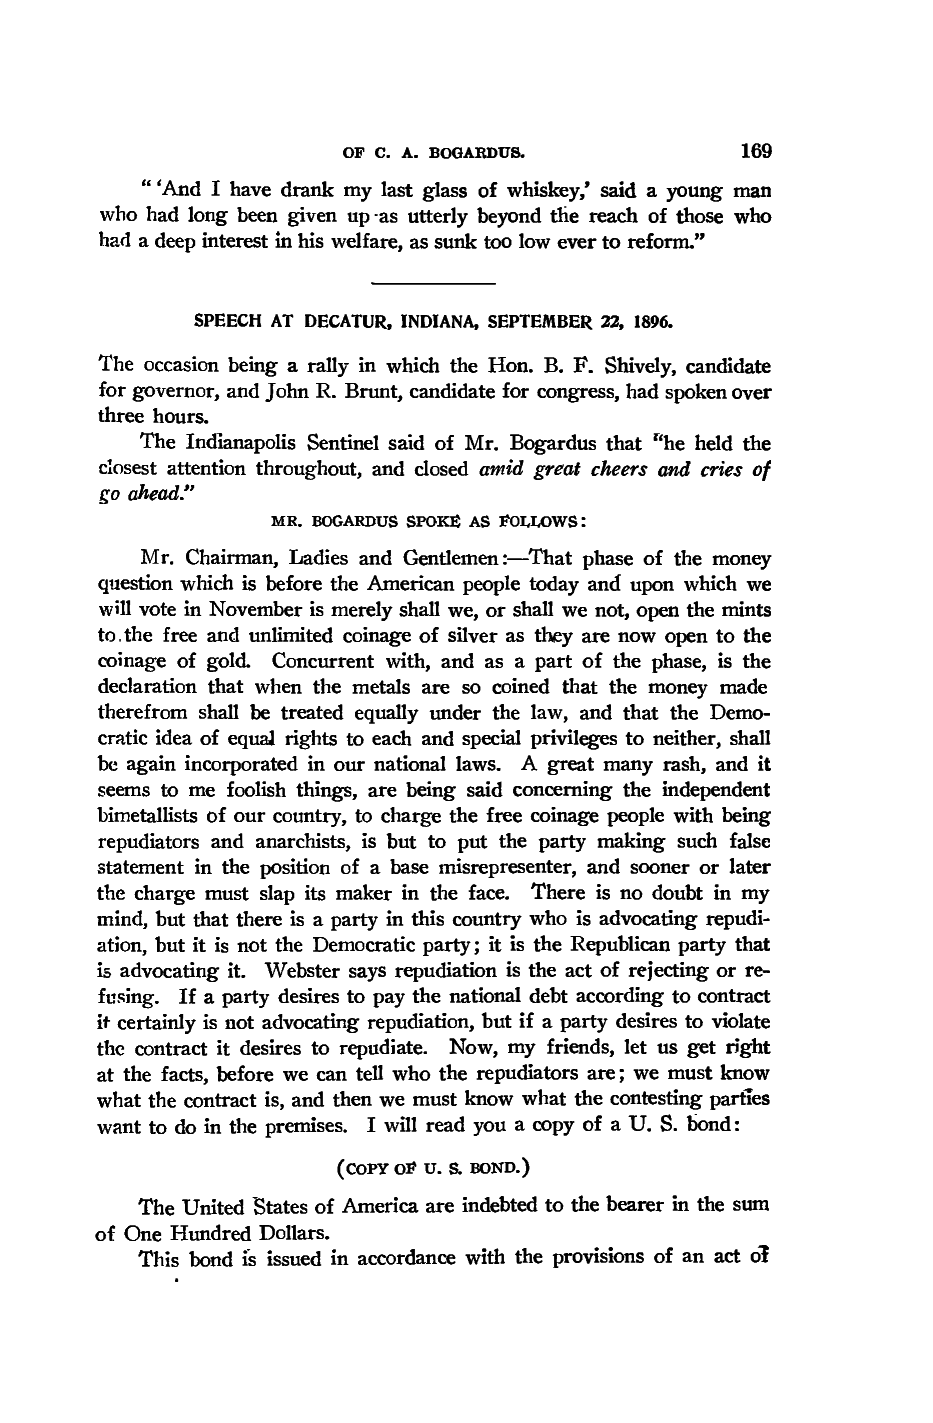 OF C. A. BOGARDUS. 169
" 'And I have drank my last glass of whiskey,' said a young man
who had long been given up as utterly beyond the reach of those who
had a deep interest in his welfare, as sunk too low ever to reform."
SPEECH AT DECATUR, INDIANA, SEPTEMBER 22, 1896.
The occasion being a rally in which the Hon. B. F. Shively, candidate
for governor, and John R. Brunt, candidate for congress, had spoken over
three hours.
The Indianapolis Sentinel said of Mr. Bogardus that "he held the
closest attention throughout, and closed amid great cheers and cries of
go ahead."
MR. BOGARDUS SPOKE AS FOLLOWS:
Mr. Chairman, Ladies and Gentlemen:—That phase of the money
question which is before the American people today and upon which we
will vote in November is merely shall we, or shall we not, open the mints
to the free and unlimited coinage of silver as they are now open to the
coinage of gold. Concurrent with, and as a part of the phase, is the
declaration that when the metals are so coined that the money made
therefrom shall be treated equally under the law, and that the Demo-
cratic idea of equal rights to each and special privileges to neither, shall
be again incorporated in our national laws. A great many rash, and it
seems to me foolish things, are being said concerning the independent
bimetallists of our country, to charge the free coinage people with being
repudiators and anarchists, is but to put the party making such false
statement in the position of a base misrepresenter, and sooner or later
the charge must slap its maker in the face. There is no doubt in my
mind, but that there is a party in this country who is advocating repudi-
ation, but it is not the Democratic party; it is the Republican party that
is advocating it. Webster says repudiation is the act of rejecting or re-
fusing. If a party desires to pay the national debt according to contract
it certainly is not advocating repudiation, but if a party desires to violate
the contract it desires to repudiate. Now, my friends, let us get right
at the facts, before we can tell who the repudiators are; we must know
what the contract is, and then we must know what the contesting parties
want to do in the premises. I will read you a copy of a U. S. bond:
(COPY OF U. S. BOND.)
The United States of America are indebted to the bearer in the sum
of One Hundred Dollars.
This bond is issued in accordance with the provisions of an act of